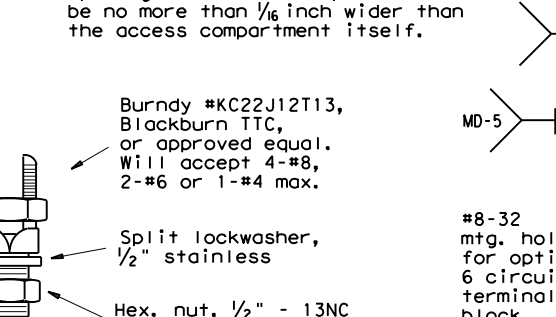 be no more than 1/16 inch wider than
the access compartment itself.
Burndy #KC22J12T13,
Blackburn TTC,
or approved equal.
Will accept 4-#8,
2-#6 or 1-#4 max.
Split lockwasher,
1/2" stainless
Hex. nut, 1/2" - 13NC
MD-5
#8-32
mtg. hol
for opti
6 circui
terminal
block